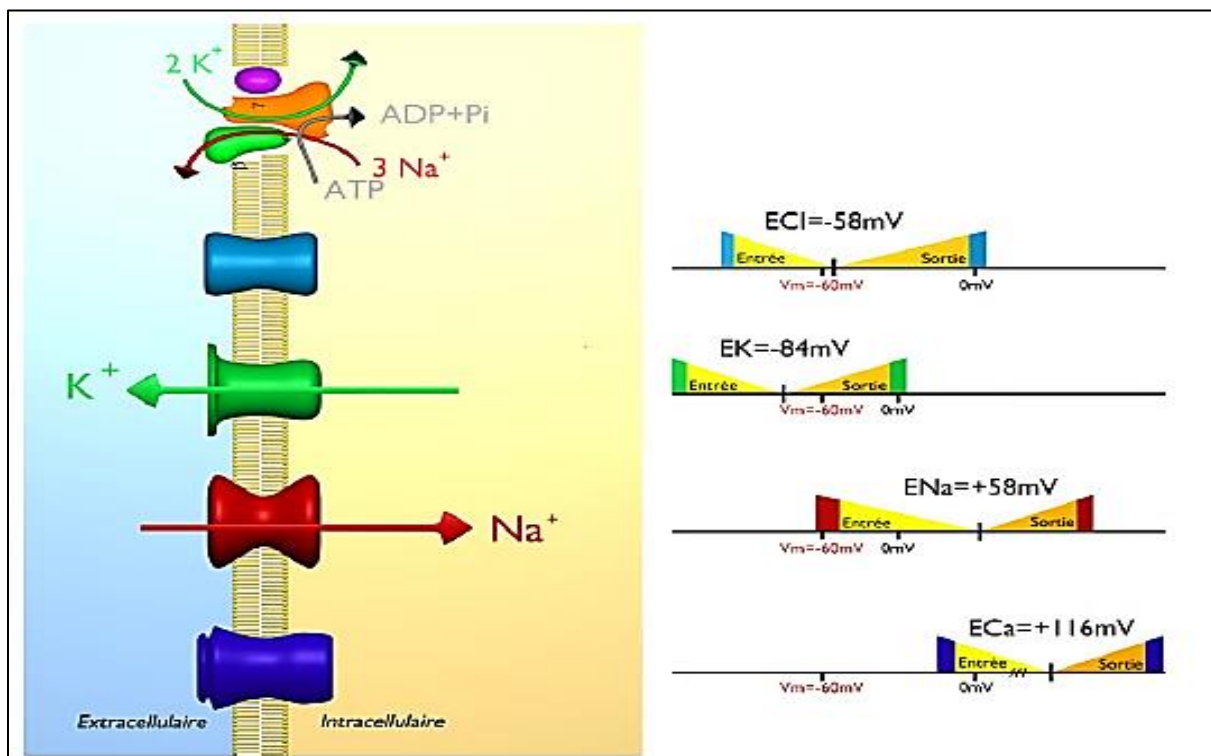 2 K+
ADP+Pi
3 Na+
ATP
K+
Na+
Extracellulaire
Intracellulaire
ECl=-58mV
Entrée
Sortie
Vm=-60mV
0mV
EK=-84mV
Entrée
Sortie
Vm=-60mV
0mV
ENa=+58mV
Entrée
Sortie
Vm=-60mV
0mV
ECa=+116mV
Entrée
Sortie
Vm=-60mV
0mV